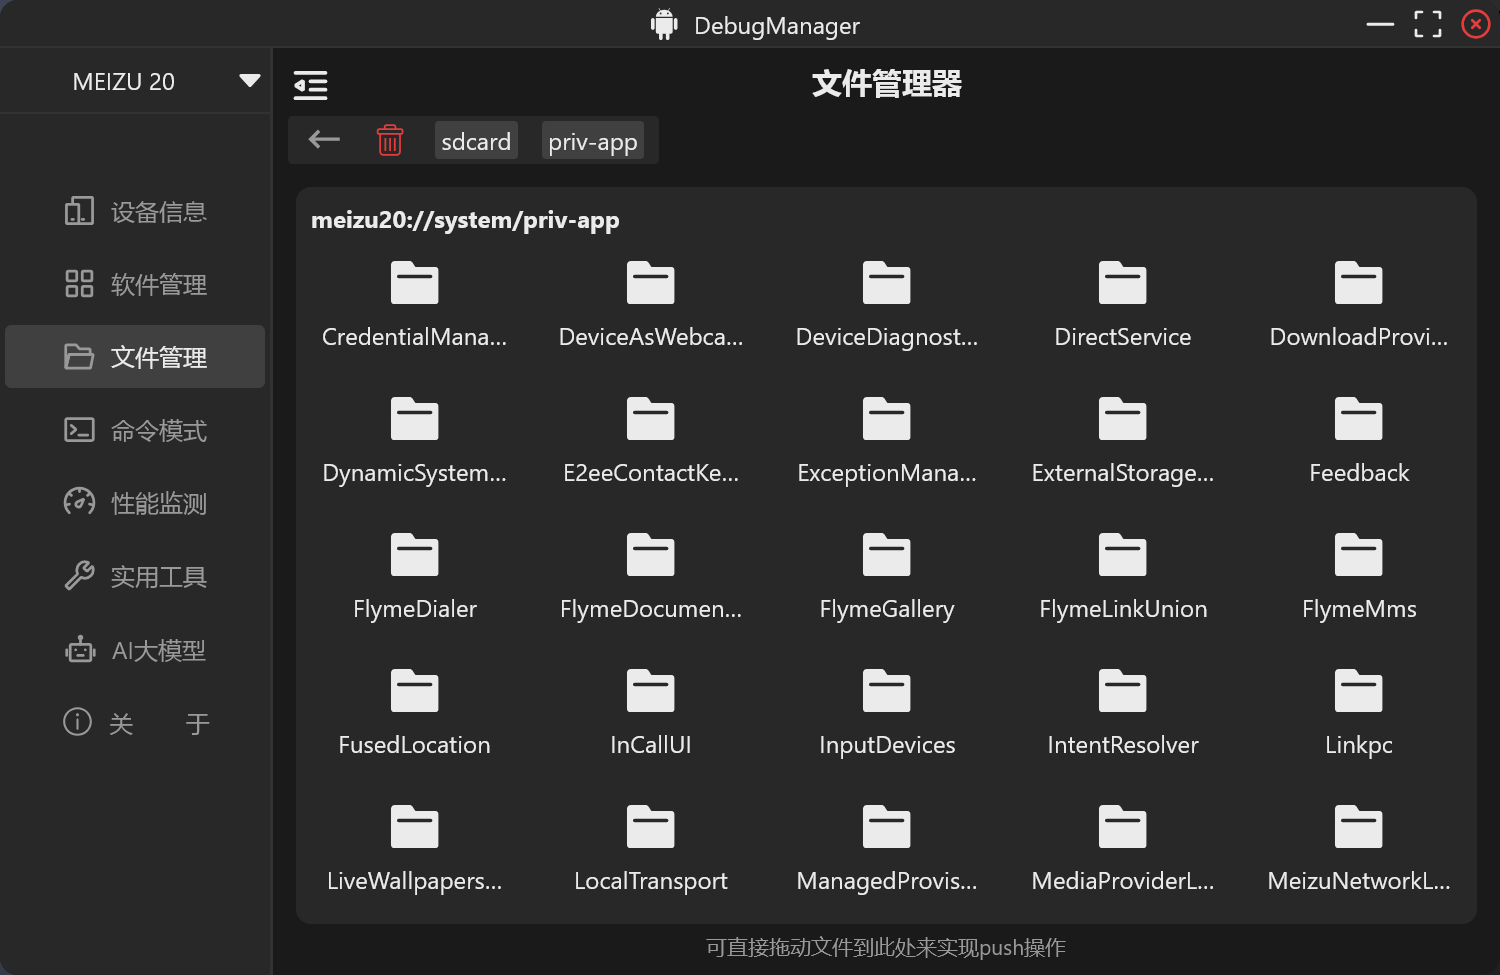 DebugManager
MEIZU 20
设备信息
软件管理
文件管理
命令模式
性能监测
实用工具
AI大模型
关 于
文件管理器
sdcard priv-app
meizu20://system/priv-app
CredentialMana... DeviceAsWebca... DeviceDiagnost... DirectService DownloadProvi...
DynamicSystem... E2eeContactKe... ExceptionMana... ExternalStorage... Feedback
FlymeDialer FlymeDocumen... FlymeGallery FlymeLinkUnion FlymeMms
FusedLocation InCallUI InputDevices IntentResolver Linkpc
LiveWallpapers... LocalTransport ManagedProvis... MediaProviderL... MeizuNetworkL...
可直接拖动文件到此处来实现push操作